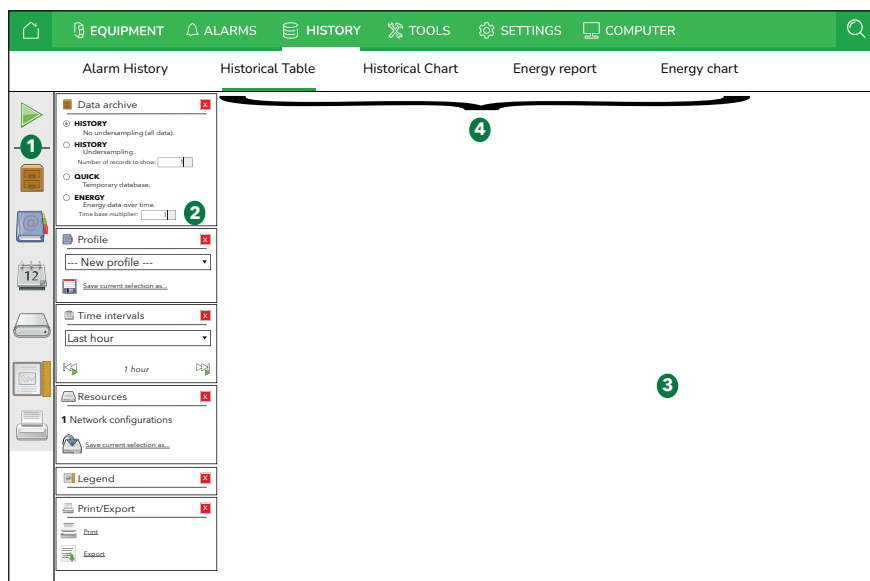 EQUIPMENT ALARMS HISTORY TOOLS SETTINGS COMPUTER
Alarm History Historical Table Historical Chart Energy report Energy chart
1
12
Data archive x
HISTORY
No undersampling (all data).
HISTORY
Undersampling.
Number of records to show: 1
QUICK
Temporary database.
ENERGY
Energy data over time.
Time base multiplier: 1
2
Profile x
--- New profile ---
Save current selection as...
Time intervals x
Last hour
1 hour
Resources x
1 Network configurations
Save current selection as...
Legend x
Print/Export x
Print
Export
4
3